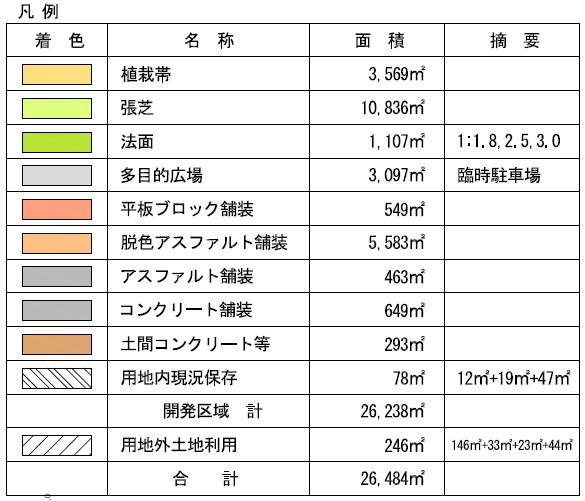 凡例
着色 名称 面積 摘要
植栽帯 3,569㎡
張芝 10,836㎡
法面 1,107㎡ 1:1.8,2.5,3.0
多目的広場 3,097㎡ 臨時駐車場
平板ブロック舗装 549㎡
脱色アスファルト舗装 5,583㎡
アスファルト舗装 463㎡
コンクリート舗装 649㎡
土間コンクリート等 293㎡
用地内現況保存 78㎡ 12㎡+19㎡+47㎡
開発区域 計 26,238㎡
用地外土地利用 246㎡ 146㎡+33㎡+23㎡+44㎡
合計 26,484㎡